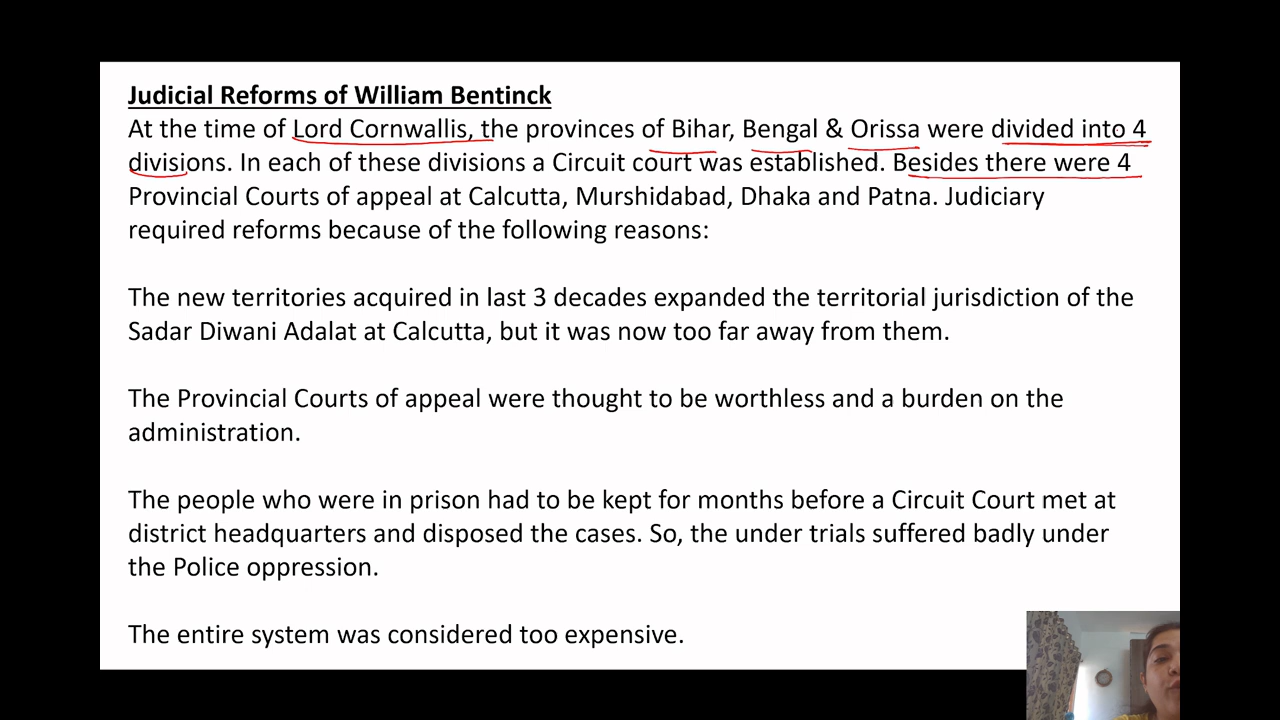 Judicial Reforms of William Bentinck
At the time of Lord Cornwallis, the provinces of Bihar, Bengal & Orissa were divided into 4
divisions. In each of these divisions a Circuit court was established. Besides there were 4
Provincial Courts of appeal at Calcutta, Murshidabad, Dhaka and Patna. Judiciary
required reforms because of the following reasons:
The new territories acquired in last 3 decades expanded the territorial jurisdiction of the
Sadar Diwani Adalat at Calcutta, but it was now too far away from them.
The Provincial Courts of appeal were thought to be worthless and a burden on the
administration.
The people who were in prison had to be kept for months before a Circuit Court met at
district headquarters and disposed the cases. So, the under trials suffered badly under
the Police oppression.
The entire system was considered too expensive.